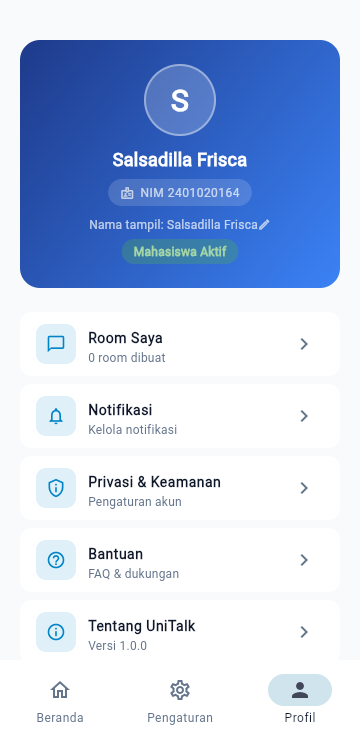 S
Salsadilla Frisca
NIM 2401020164
Nama tampil: Salsadilla Frisca
Mahasiswa Aktif
Room Saya
0 room dibuat
Notifikasi
Kelola notifikasi
Privasi & Keamanan
Pengaturan akun
Bantuan
FAQ & dukungan
Tentang UniTalk
Versi 1.0.0
Beranda
Pengaturan
Profil